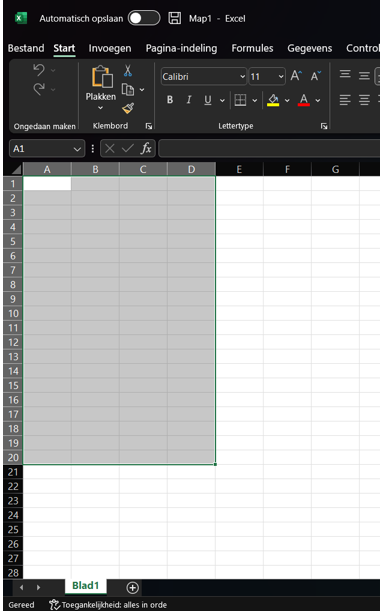 Automatisch opslaan Map1 - Excel
Bestand Start Invoegen Pagina-indeling Formules Gegevens Control
Calibri 11 A A
Plakken
B I U A
Ongedaan maken Klembord Lettertype
A1 fx
A B C D E F G
1
2
3
4
5
6
7
8
9
10
11
12
13
14
15
16
17
18
19
20
21
22
23
24
25
26
27
28
Blad1
Gereed Toegankelijkheid: alles in orde